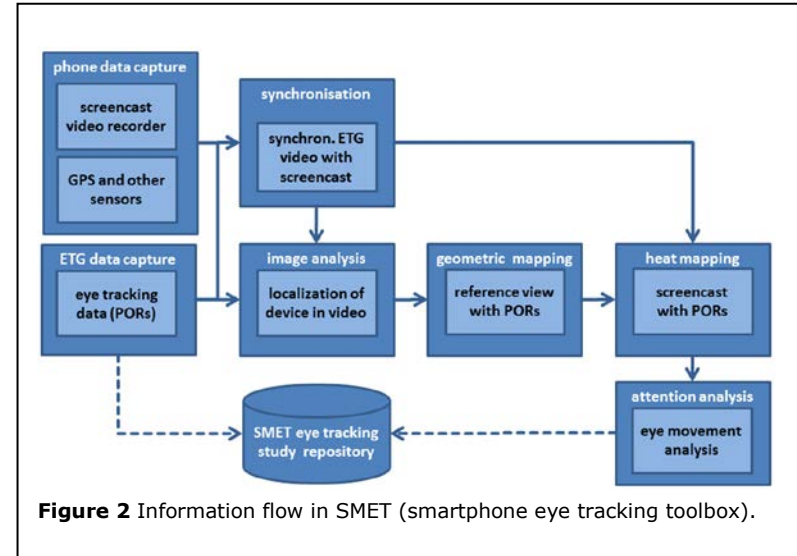 phone data capture
screencast
video recorder
GPS and other
sensors
synchronisation
synchron. ETG
video with
screencast
ETG data capture
eye tracking
data (PORs)
image analysis
localization of
device in video
geometric mapping
reference view
with PORs
heat mapping
screencast
with PORs
attention analysis
eye movement
analysis
SMET eye tracking
study repository
Figure 2 Information flow in SMET (smartphone eye tracking toolbox).